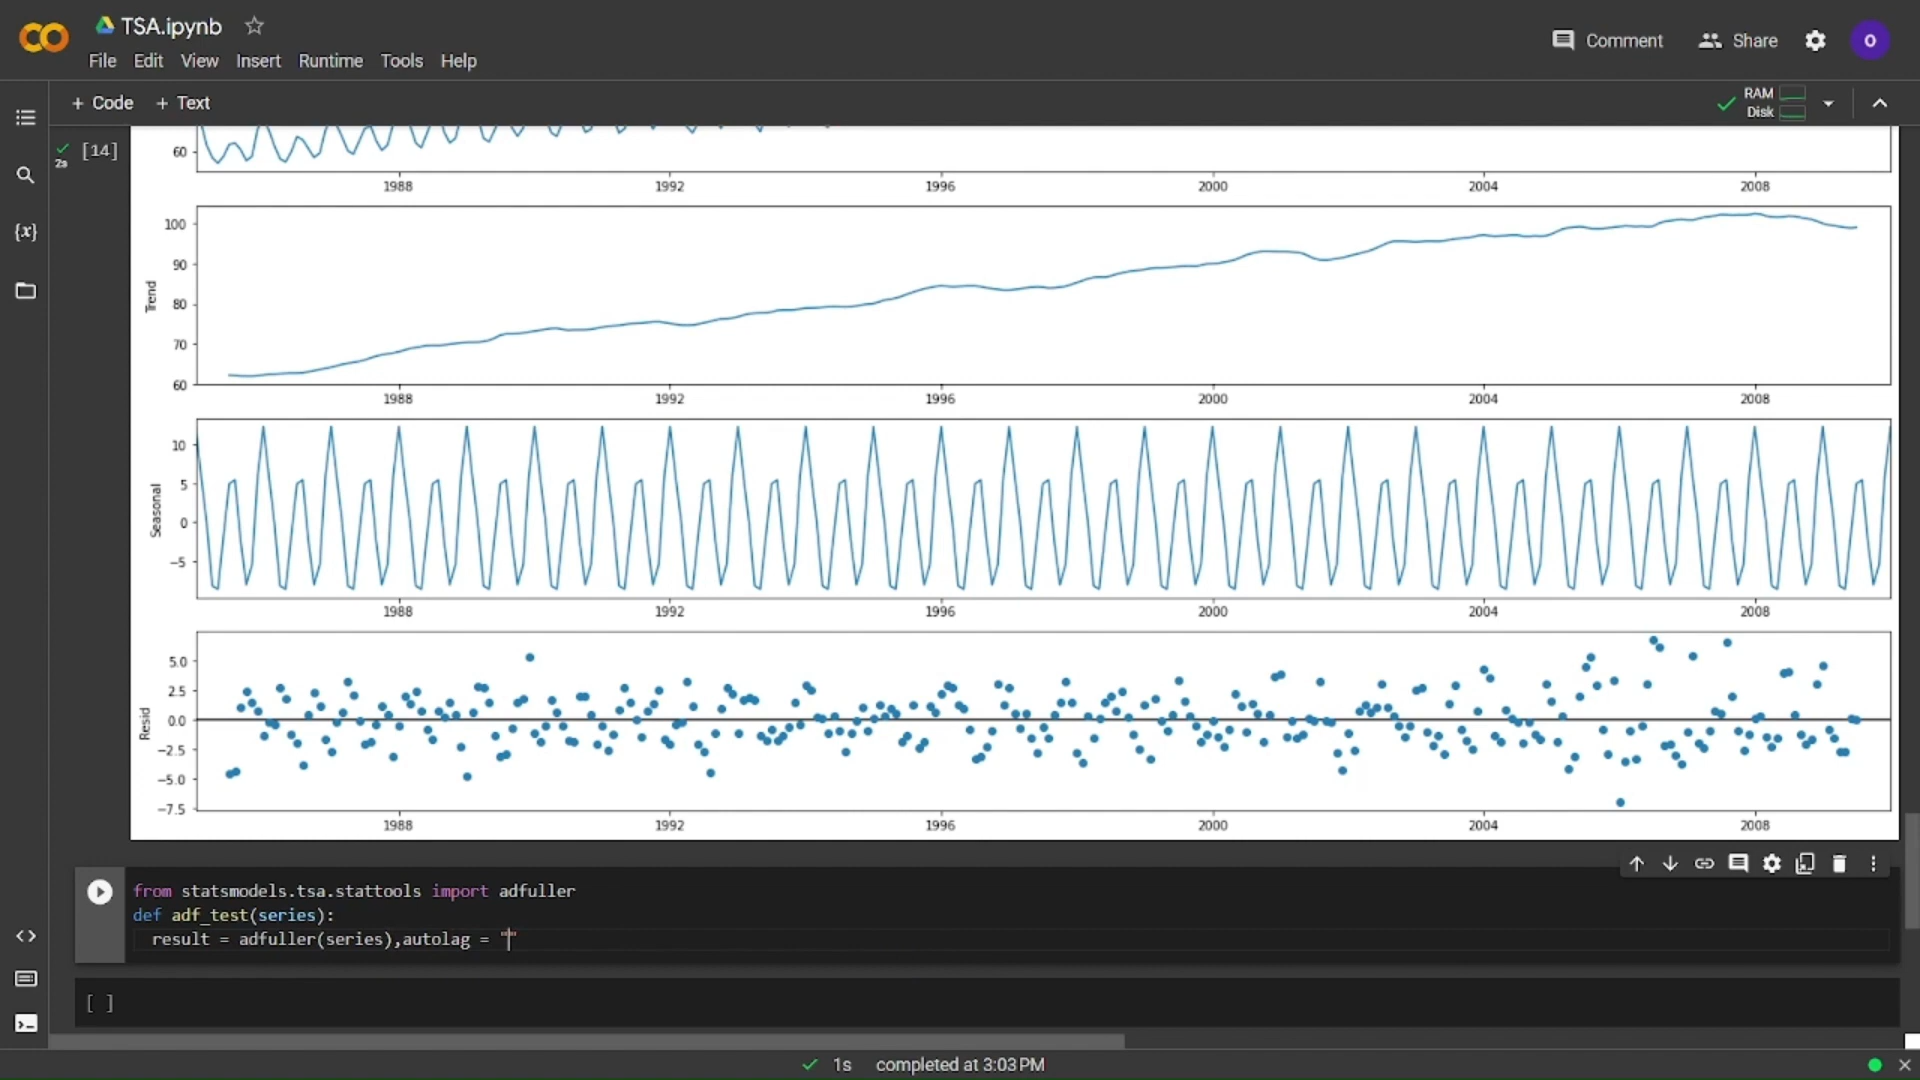 TSA.ipynb
Comment
Share
o
File Edit View Insert Runtime Tools Help
+ Code + Text
RAM
Disk
2s
[14]
60
1988 1992 1996 2000 2004 2008
Trend
100
90
80
70
60
1988 1992 1996 2000 2004 2008
Seasonal
10
5
0
−5
1988 1992 1996 2000 2004 2008
Resid
5.0
2.5
0.0
−2.5
−5.0
−7.5
1988 1992 1996 2000 2004 2008
from statsmodels.tsa.stattools import adfuller
def adf_test(series):
result = adfuller(series),autolag = ""
[ ]
1s completed at 3:03 PM